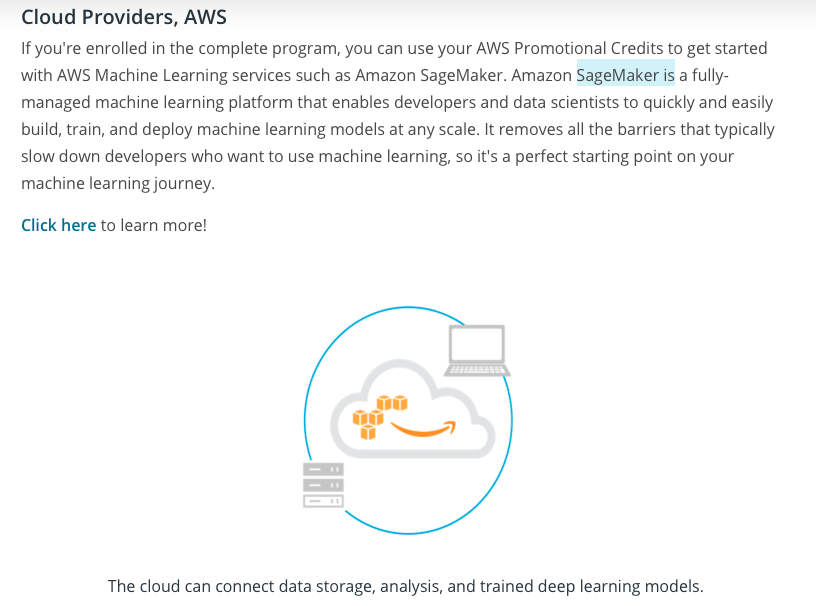 Cloud Providers, AWS
If you're enrolled in the complete program, you can use your AWS Promotional Credits to get started
with AWS Machine Learning services such as Amazon SageMaker. Amazon SageMaker is a fully-
managed machine learning platform that enables developers and data scientists to quickly and easily
build, train, and deploy machine learning models at any scale. It removes all the barriers that typically
slow down developers who want to use machine learning, so it's a perfect starting point on your
machine learning journey.
Click here to learn more!
The cloud can connect data storage, analysis, and trained deep learning models.